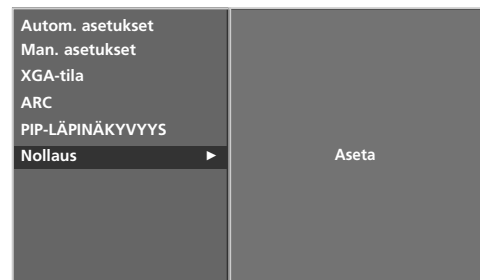 Autom. asetukset
Man. asetukset
XGA-tila
ARC
PIP-LÄPINÄKYVYYS
Nollaus ► Aseta